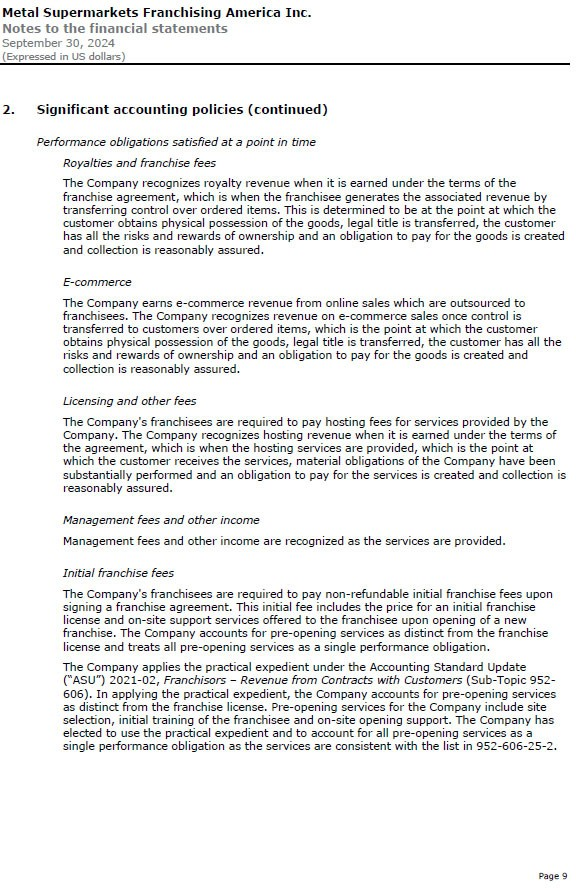 Metal Supermarkets Franchising America Inc.
Notes to the financial statements
September 30, 2024
(Expressed in US dollars)
2. Significant accounting policies (continued)
Performance obligations satisfied at a point in time
Royalties and franchise fees
The Company recognizes royalty revenue when it is earned under the terms of the
franchise agreement, which is when the franchisee generates the associated revenue by
transferring control over ordered items. This is determined to be at the point at which the
customer obtains physical possession of the goods, legal title is transferred, the customer
has all the risks and rewards of ownership and an obligation to pay for the goods is created
and collection is reasonably assured.
E-commerce
The Company earns e-commerce revenue from online sales which are outsourced to
franchisees. The Company recognizes revenue on e-commerce sales once control is
transferred to customers over ordered items, which is the point at which the customer
obtains physical possession of the goods, legal title is transferred, the customer has all the
risks and rewards of ownership and an obligation to pay for the goods is created and
collection is reasonably assured.
Licensing and other fees
The Company's franchisees are required to pay hosting fees for services provided by the
Company. The Company recognizes hosting revenue when it is earned under the terms of
the agreement, which is when the hosting services are provided, which is the point at
which the customer receives the services, material obligations of the Company have been
substantially performed and an obligation to pay for the services is created and collection is
reasonably assured.
Management fees and other income
Management fees and other income are recognized as the services are provided.
Initial franchise fees
The Company's franchisees are required to pay non-refundable initial franchise fees upon
signing a franchise agreement. This initial fee includes the price for an initial franchise
license and on-site support services offered to the franchisee upon opening of a new
franchise. The Company accounts for pre-opening services as distinct from the franchise
license and treats all pre-opening services as a single performance obligation.
The Company applies the practical expedient under the Accounting Standard Update
("ASU") 2021-02, Franchisors – Revenue from Contracts with Customers (Sub-Topic 952-
606). In applying the practical expedient, the Company accounts for pre-opening services
as distinct from the franchise license. Pre-opening services for the Company include site
selection, initial training of the franchisee and on-site opening support. The Company has
elected to use the practical expedient and to account for all pre-opening services as a
single performance obligation as the services are consistent with the list in 952-606-25-2.
Page 9